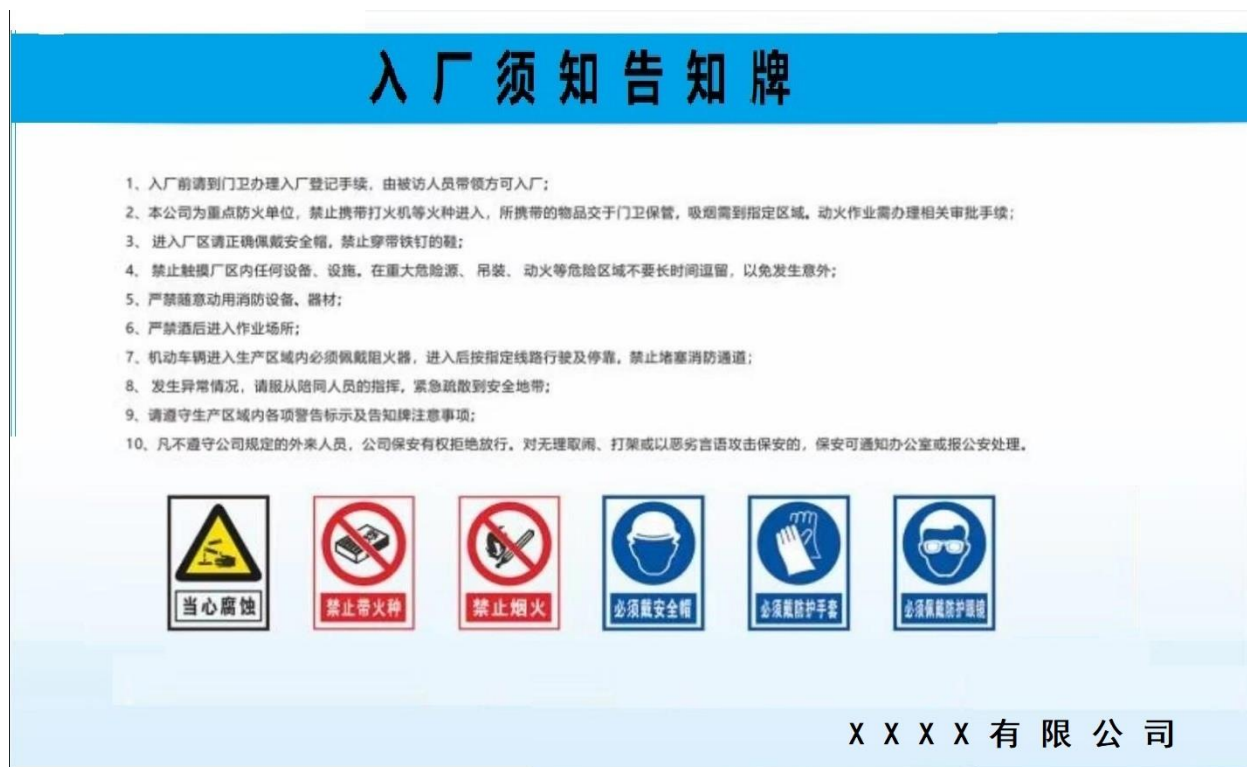 入厂须知告知牌
1、入厂前请到门卫办理入厂登记手续，由被访人员带领方可入厂；
2、本公司为重点防火单位，禁止携带打火机等火种进入，所携带的物品交于门卫保管，吸烟需到指定区域。动火作业需办理相关审批手续；
3、 进入厂区请正确佩戴安全帽，禁止穿带铁钉的鞋；
4、 禁止触摸厂区内任何设备、设施。在重大危险源、 吊装、 动火等危险区域不要长时间逗留，以免发生意外；
5、严禁随意动用消防设备、器材；
6、严禁酒后进入作业场所；
7、机动车辆进入生产区域内必须佩戴阻火器，进入后按指定线路行驶及停靠。禁止堵塞消防通道；
8、 发生异常情况，请服从陪同人员的指挥，紧急疏散到安全地带；
9、请遵守生产区域内各项警告标示及告知牌注意事项；
10、凡不遵守公司规定的外来人员，公司保安有权拒绝放行。对无理取闹、打架或以恶劣言语攻击保安的，保安可通知办公室或报公安处理。
当心腐蚀
禁止带火种
禁止烟火
必须戴安全帽
必须戴防护手套
必须佩戴防护眼镜
XXXX有限公司